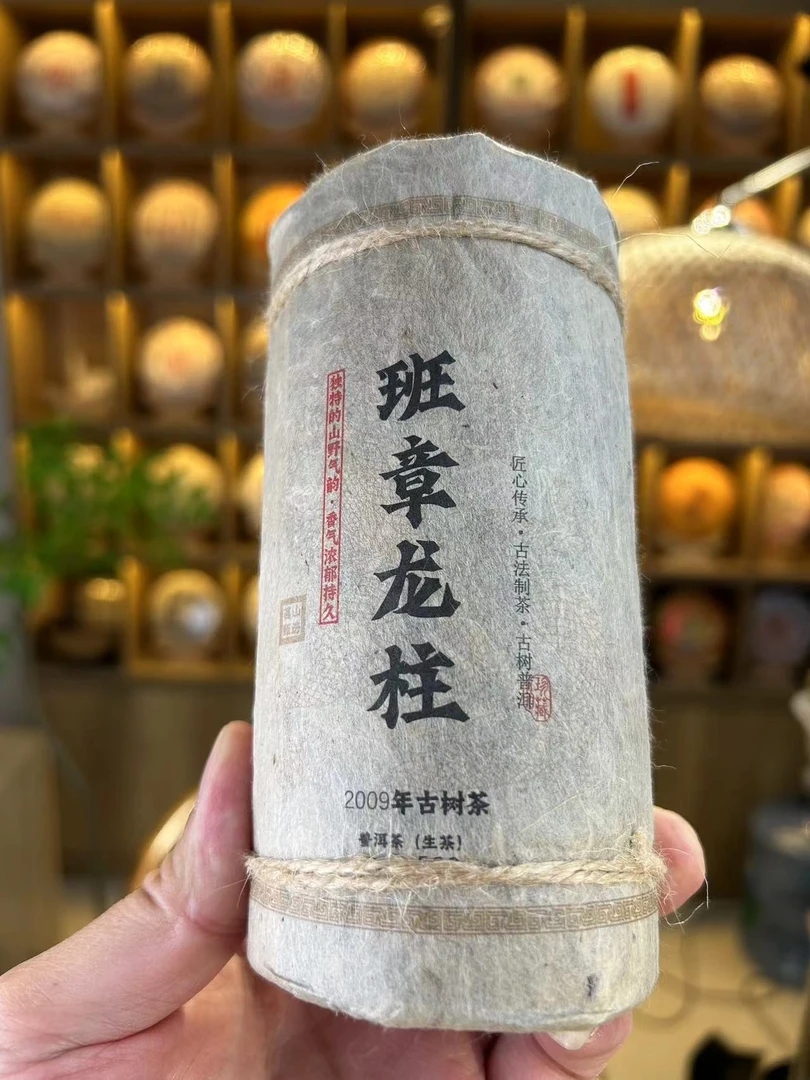 班章龙柱
独特的山野气韵·香气浓郁持久
匠心传承·古法制茶·古树普洱
珍藏
2009年古树茶
普洱茶（生茶）